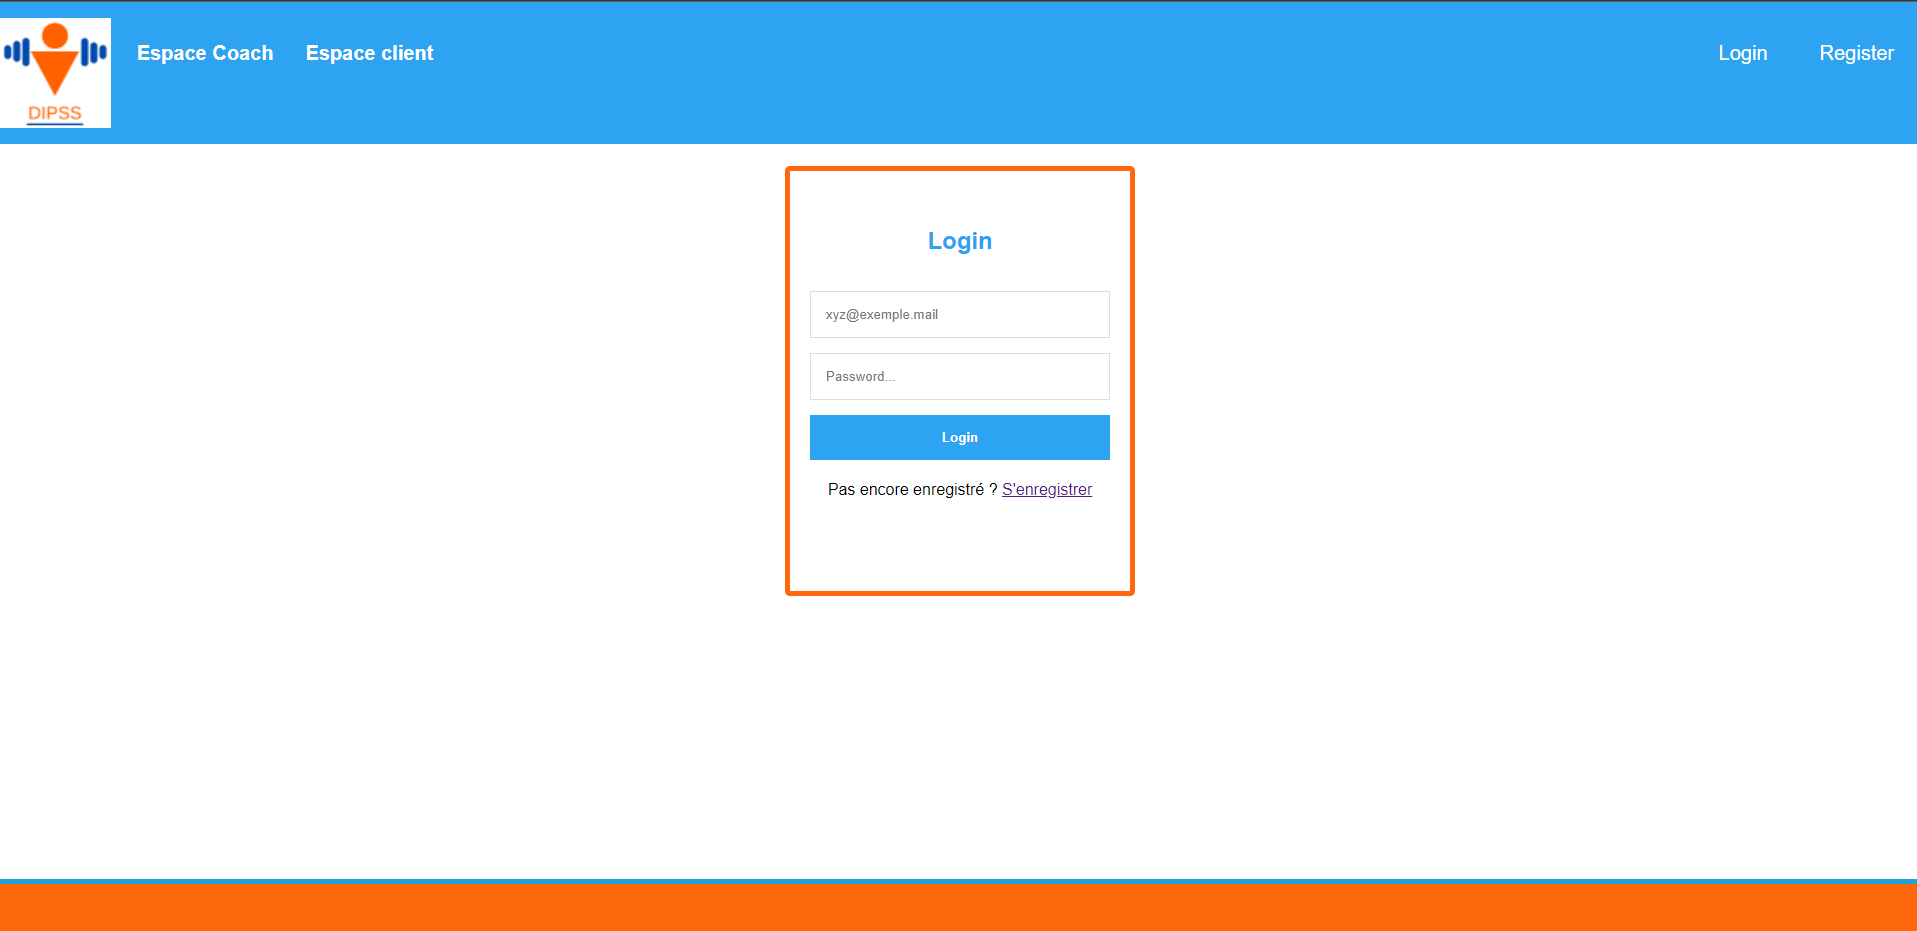 DIPSS
Espace Coach Espace client Login Register
Login
xyz@exemple.mail
Password...
Login
Pas encore enregistré ? S'enregistrer